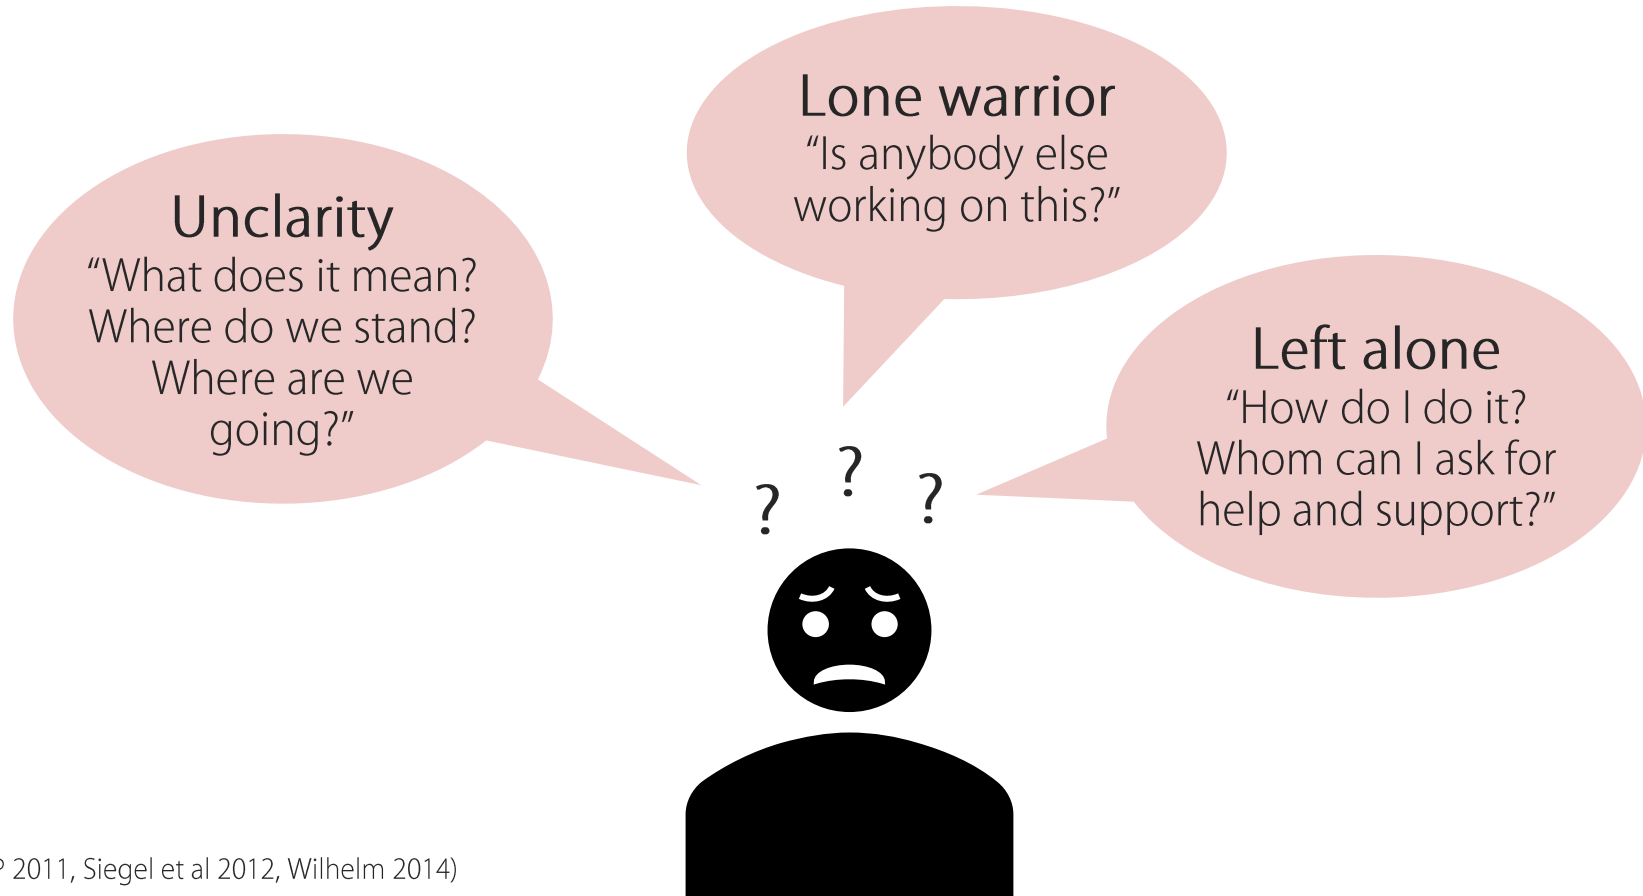 Lone warrior
“Is anybody else
working on this?”
Unclarity
“What does it mean?
Where do we stand?
Where are we
going?”
Left alone
“How do I do it?
Whom can I ask for
help and support?”
?
?
?
2011, Siegel et al 2012, Wilhelm 2014)